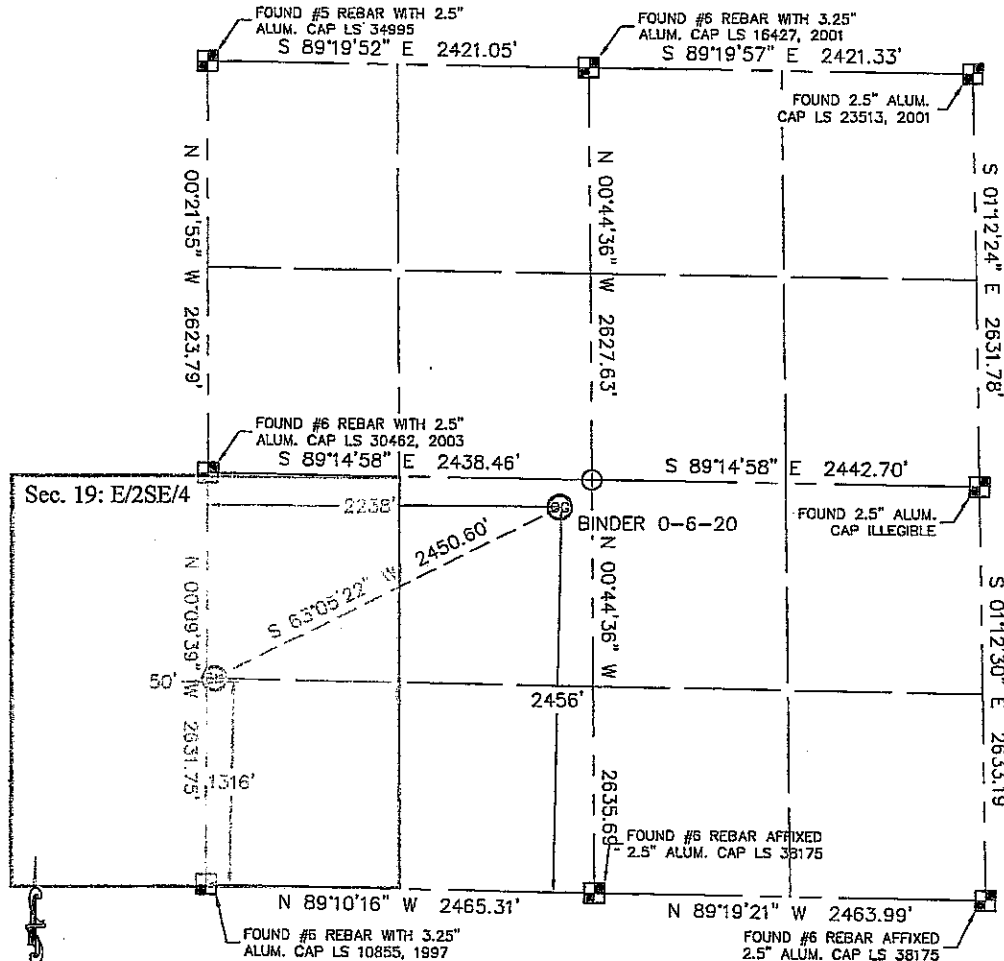 FOUND #5 REBAR WITH 2.5"
ALUM. CAP LS 34995
S 89°19'52" E 2421.05'
FOUND #6 REBAR WITH 3.25"
ALUM. CAP LS 16427, 2001
S 89°19'57" E 2421.33'
FOUND 2.5" ALUM.
CAP LS 23513, 2001
N 00°21'55" W 2623.79'
N 00°44'36" W 2627.63'
S 01°12'24" E 2631.78'
FOUND #6 REBAR WITH 2.5"
ALUM. CAP LS 30462, 2003
S 89°14'58" E 2438.46'
S 89°14'58" E 2442.70'
Sec. 19: E/2SE/4
2238'
BINDER O-6-20
FOUND 2.5" ALUM.
CAP ILLEGIBLE
S 63°05'22" W 2450.60'
N 00°09'39" W 2631.75'
N 00°44'36" W 2635.69'
S 01°12'30" E 2633.19
50'
BH
2456'
1316'
FOUND #6 REBAR AFFIXED
2.5" ALUM. CAP LS 38175
N 89°10'16" W 2465.31'
N 89°19'21" W 2463.99'
FOUND #6 REBAR WITH 3.25"
ALUM. CAP LS 10855, 1997
FOUND #6 REBAR AFFIXED
2.5" ALUM. CAP LS 38175